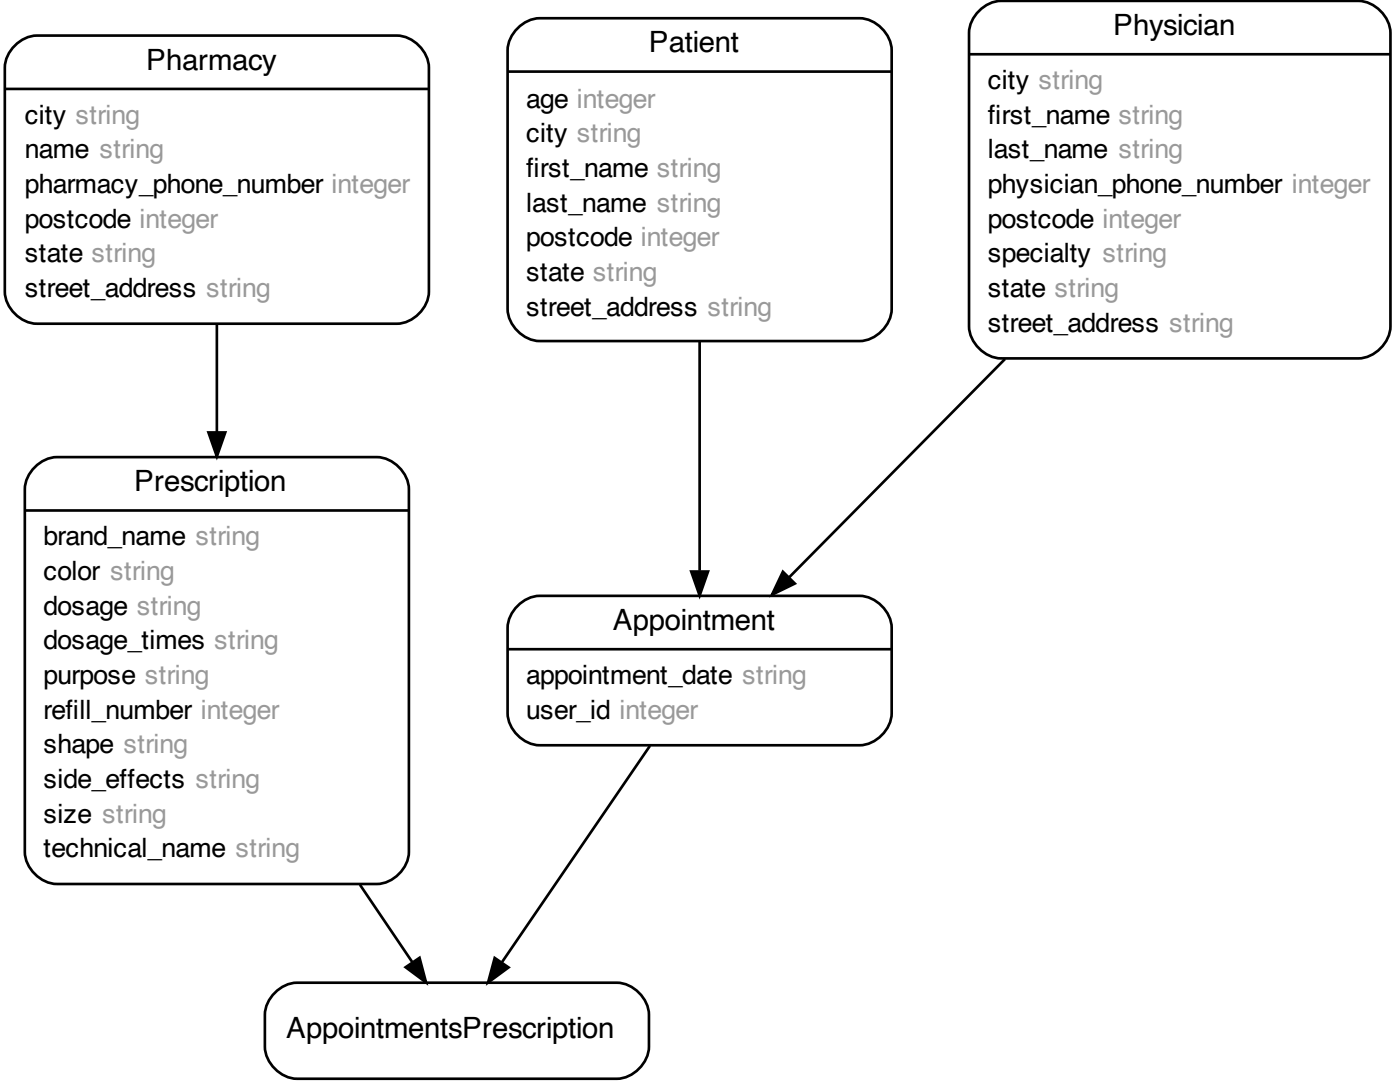 Pharmacy
city string
name string
pharmacy_phone_number integer
postcode integer
state string
street_address string
Patient
age integer
city string
first_name string
last_name string
postcode integer
state string
street_address string
Physician
city string
first_name string
last_name string
physician_phone_number integer
postcode integer
specialty string
state string
street_address string
Prescription
brand_name string
color string
dosage string
dosage_times string
purpose string
refill_number integer
shape string
side_effects string
size string
technical_name string
Appointment
appointment_date string
user_id integer
AppointmentsPrescription